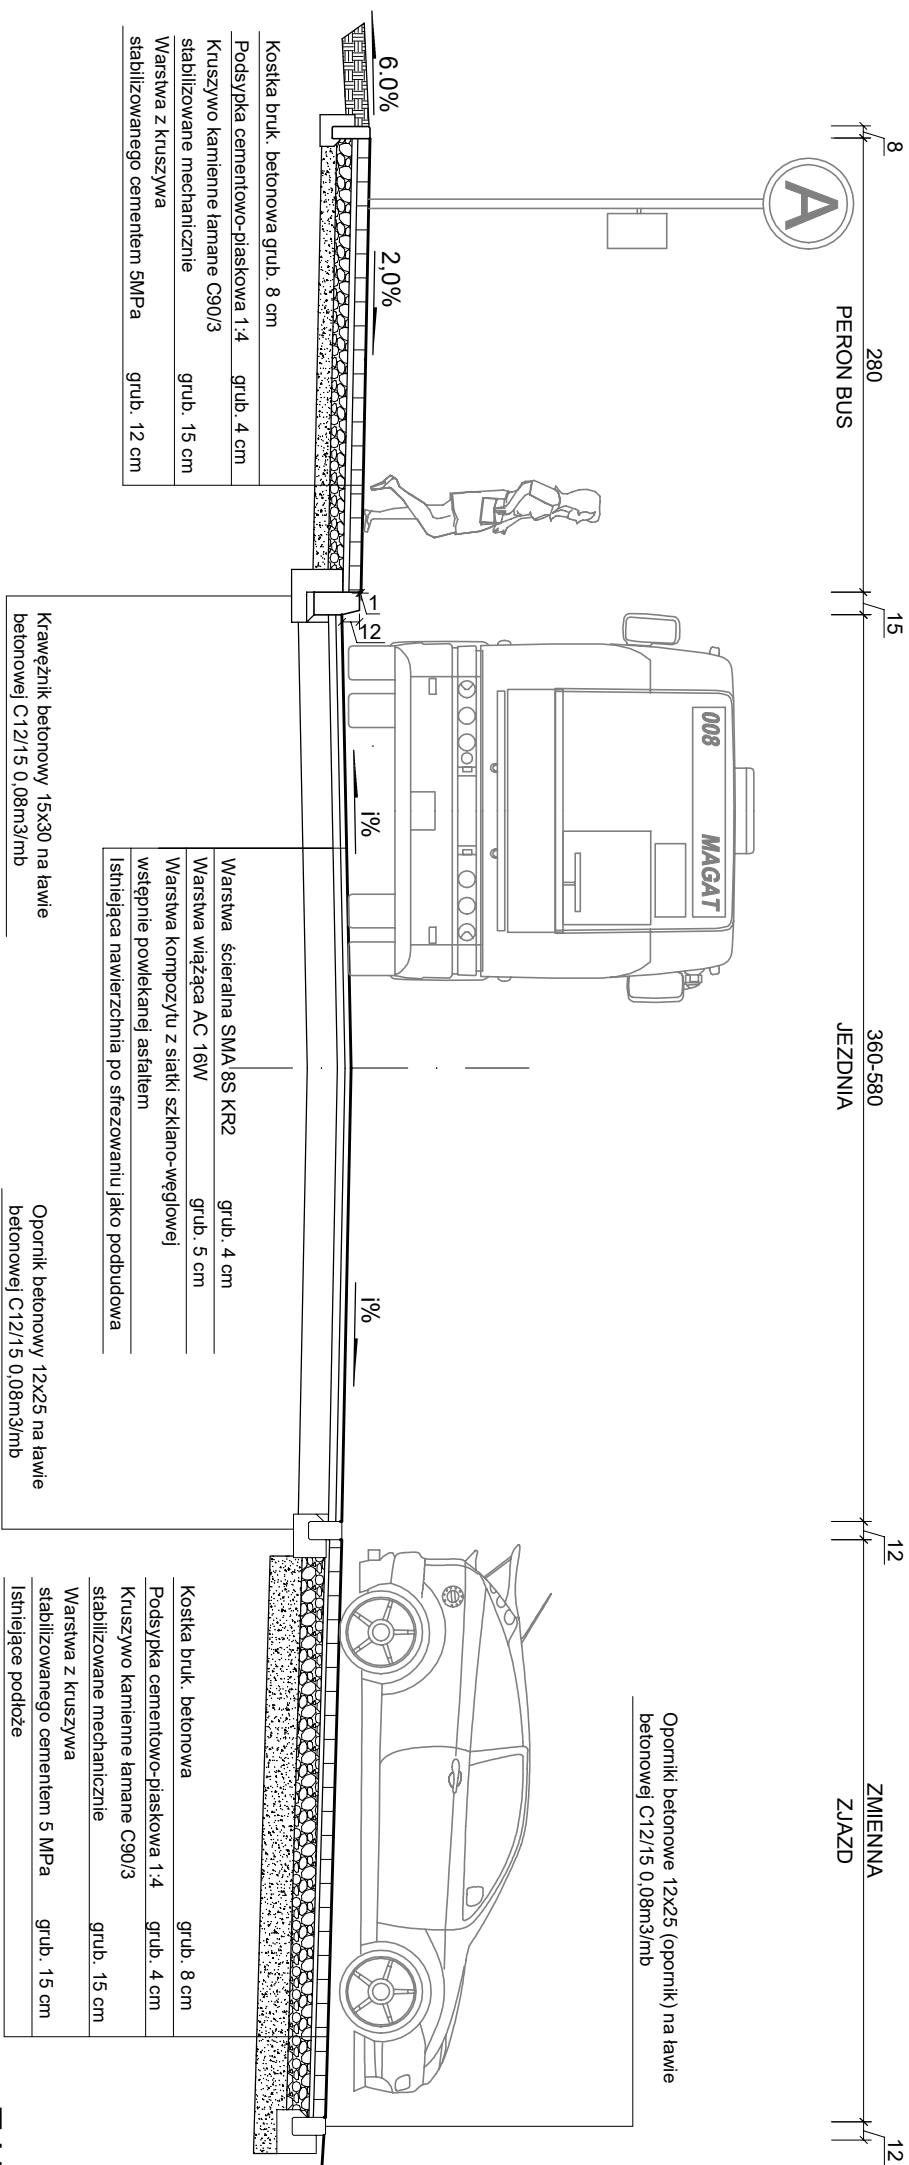 8
280
PERON BUS
15
360-580
JEZDNIA
12
ZMIENNA
ZJAZD
12
A
008
MAGAT
6.0%
2,0%
1
12
i%
i%
Oporniki betonowe 12x25 (opornik) na ławie
betonowej C12/15 0,08m3/mb
Kostka bruk. betonowa grub. 8 cm
Podsypka cementowo-piaskowa 1:4 grub. 4 cm
Kruszywo kamienne łamane C90/3
stabilizowane mechanicznie grub. 15 cm
Warstwa z kruszywa
stabilizowanego cementem 5MPa grub. 12 cm
Krawężnik betonowy 15x30 na ławie
betonowej C12/15 0,08m3/mb
Warstwa ścieralna SMA 8S KR2 grub. 4 cm
Warstwa wiążąca AC 16W grub. 5 cm
Warstwa kompozytu z siatki szklano-węglowej
wstępnie powlekanej asfaltem
Istniejąca nawierzchnia po sfrezowaniu jako podbudowa
Opornik betonowy 12x25 na ławie
betonowej C12/15 0,08m3/mb
Kostka bruk. betonowa grub. 8 cm
Podsypka cementowo-piaskowa 1:4 grub. 4 cm
Kruszywo kamienne łamane C90/3
stabilizowane mechanicznie grub. 15 cm
Warstwa z kruszywa
stabilizowanego cementem 5 MPa grub. 15 cm
Istniejące podłoże